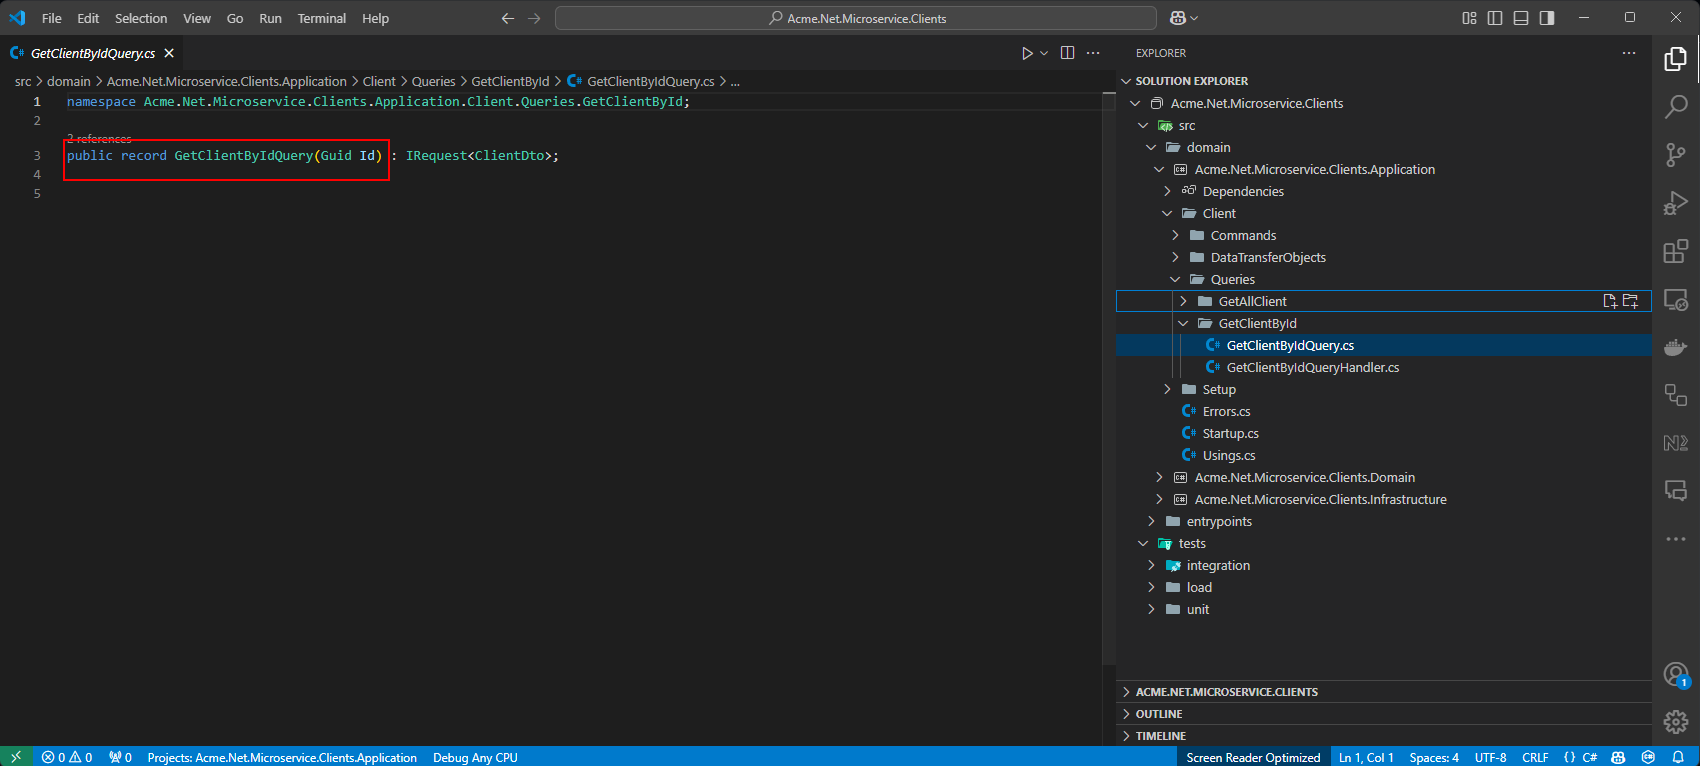 File Edit Selection View Go Run Terminal Help
Acme.Net.Microservice.Clients
GetClientByIdQuery.cs
src > domain > Acme.Net.Microservice.Clients.Application > Client > Queries > GetClientById > GetClientByIdQuery.cs > ...
1 namespace Acme.Net.Microservice.Clients.Application.Client.Queries.GetClientById;
2
2 references
3 public record GetClientByIdQuery(Guid Id) : IRequest<ClientDto>;
4
5
EXPLORER
SOLUTION EXPLORER
Acme.Net.Microservice.Clients
src
domain
Acme.Net.Microservice.Clients.Application
Dependencies
Client
Commands
DataTransferObjects
Queries
GetAllClient
GetClientById
GetClientByIdQuery.cs
GetClientByIdQueryHandler.cs
Setup
Errors.cs
Startup.cs
Usings.cs
Acme.Net.Microservice.Clients.Domain
Acme.Net.Microservice.Clients.Infrastructure
entrypoints
tests
integration
load
unit
ACME.NET.MICROSERVICE.CLIENTS
OUTLINE
TIMELINE
1
0 0 0 Projects: Acme.Net.Microservice.Clients.Application Debug Any CPU Screen Reader Optimized Ln 1, Col 1 Spaces: 4 UTF-8 CRLF {} C#